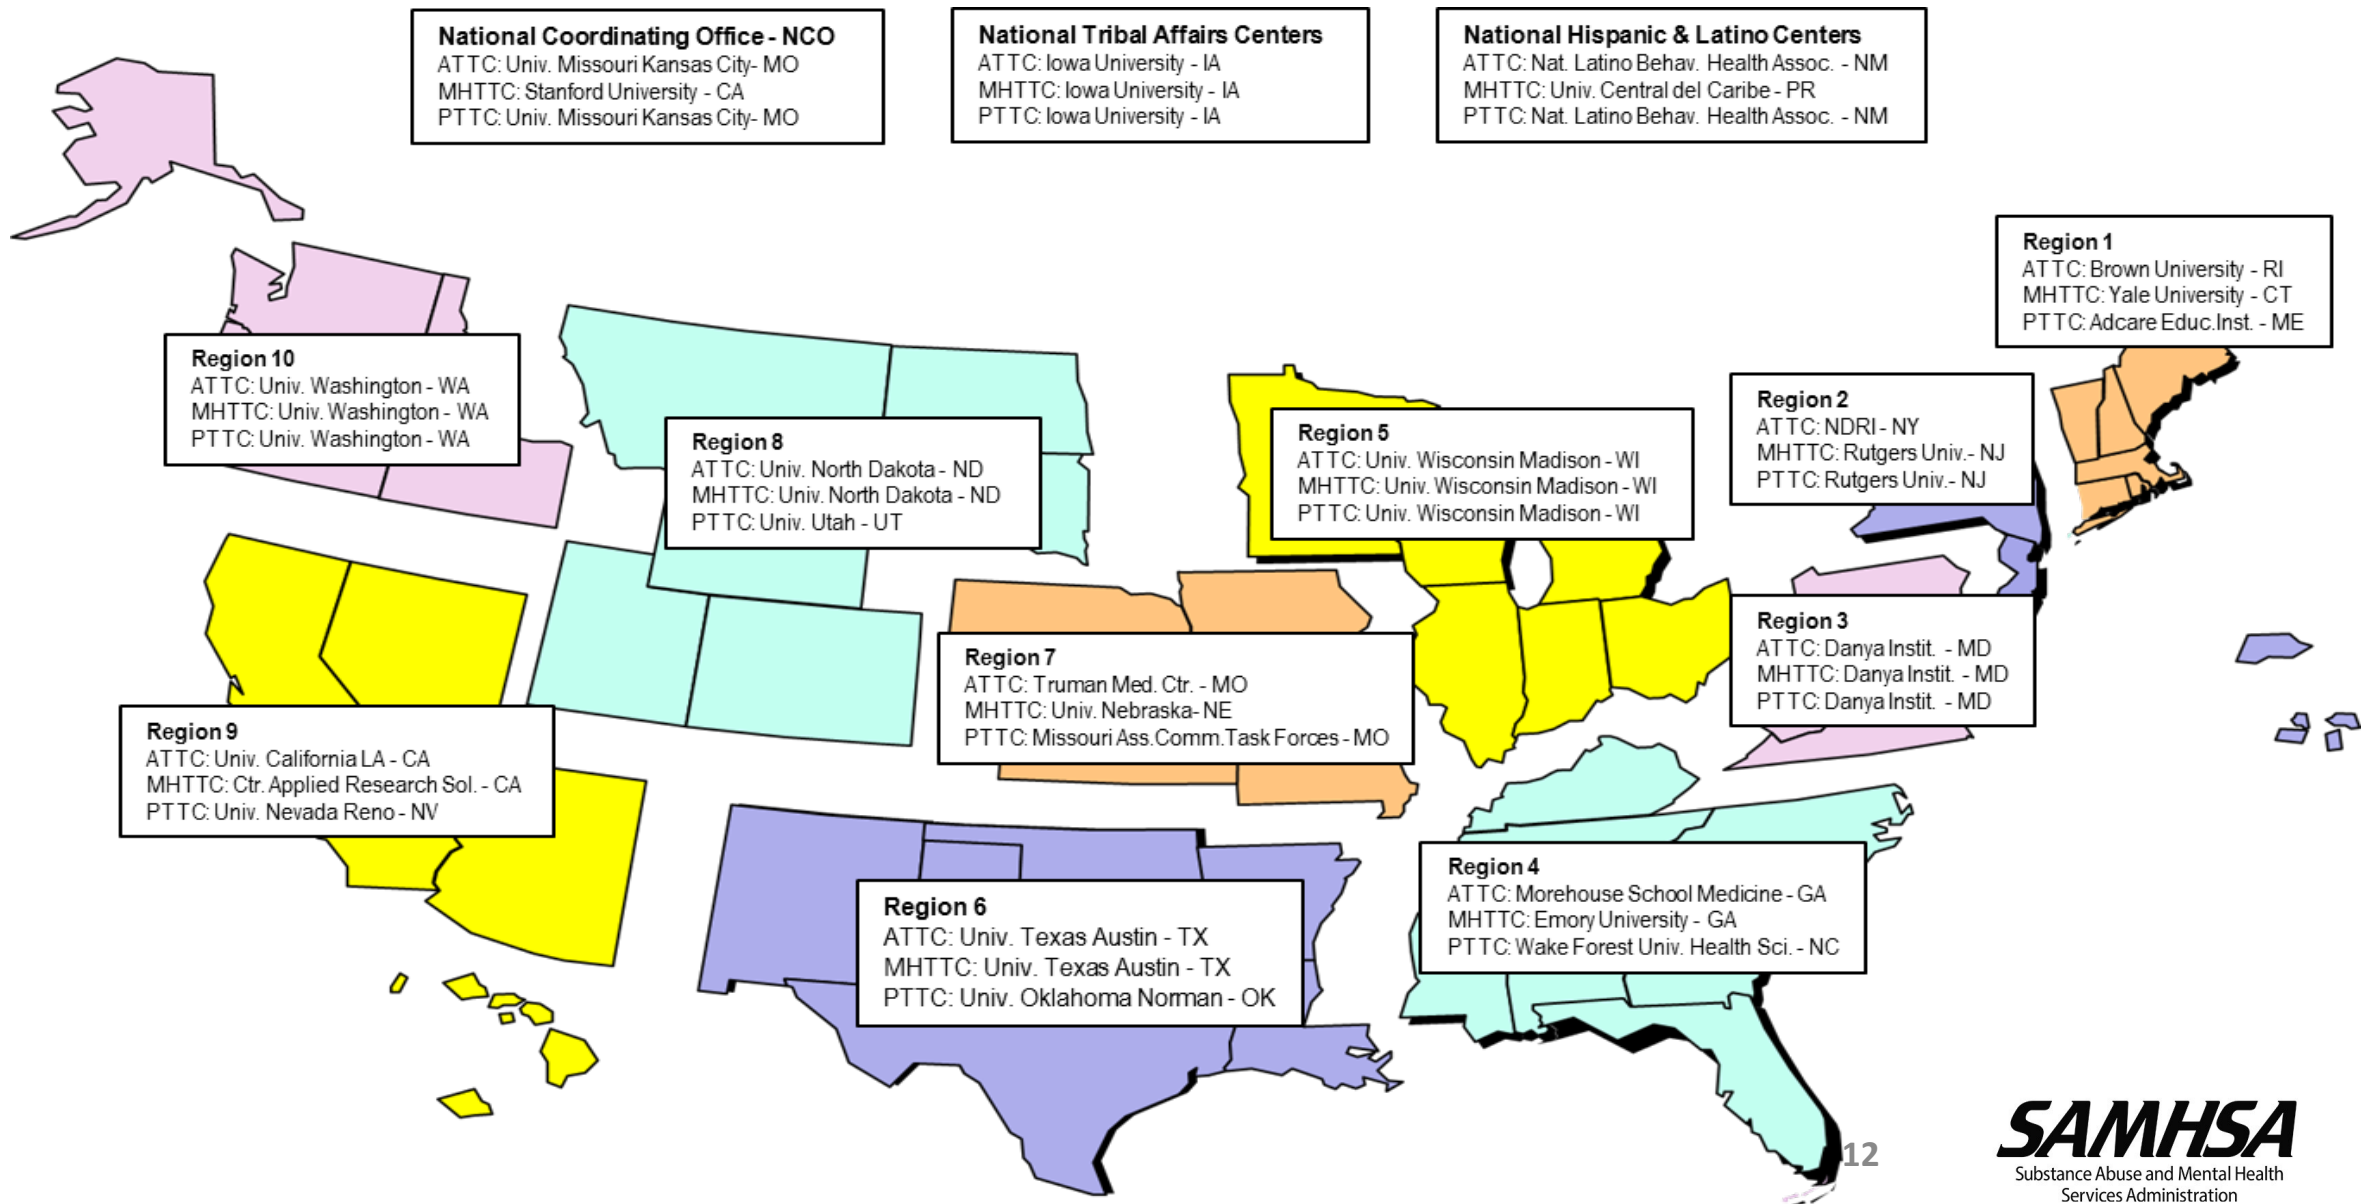 National Coordinating Office - NCO
ATTC: Univ. Missouri Kansas City- MO
MHTTC: Stanford University - CA
PTTC: Univ. Missouri Kansas City- MO
National Tribal Affairs Centers
ATTC: Iowa University - IA
MHTTC: Iowa University - IA
PTTC: Iowa University - IA
National Hispanic & Latino Centers
ATTC: Nat. Latino Behav. Health Assoc. - NM
MHTTC: Univ. Central del Caribe - PR
PTTC: Nat. Latino Behav. Health Assoc. - NM
Region 1
ATTC: Brown University - RI
MHTTC: Yale University - CT
PTTC: Adcare Educ.Inst. - ME
Region 10
ATTC: Univ. Washington - WA
MHTTC: Univ. Washington - WA
PTTC: Univ. Washington - WA
Region 8
ATTC: Univ. North Dakota - ND
MHTTC: Univ. North Dakota - ND
PTTC: Univ. Utah - UT
Region 5
ATTC: Univ. Wisconsin Madison - WI
MHTTC: Univ. Wisconsin Madison - WI
PTTC: Univ. Wisconsin Madison - WI
Region 2
ATTC: NDRI - NY
MHTTC: Rutgers Univ.- NJ
PTTC: Rutgers Univ.- NJ
Region 3
ATTC: Danya Instit. - MD
MHTTC: Danya Instit. - MD
PTTC: Danya Instit. - MD
Region 7
ATTC: Truman Med. Ctr. - MO
MHTTC: Univ. Nebraska- NE
PTTC: Missouri Ass.Comm.Task Forces - MO
Region 9
ATTC: Univ. California LA - CA
MHTTC: Ctr. Applied Research Sol. - CA
PTTC: Univ. Nevada Reno - NV
Region 6
ATTC: Univ. Texas Austin - TX
MHTTC: Univ. Texas Austin - TX
PTTC: Univ. Oklahoma Norman - OK
Region 4
ATTC: Morehouse School Medicine - GA
MHTTC: Emory University - GA
PTTC: Wake Forest Univ. Health Sci. - NC
12
SAMHSA
Substance Abuse and Mental Health
Services Administration